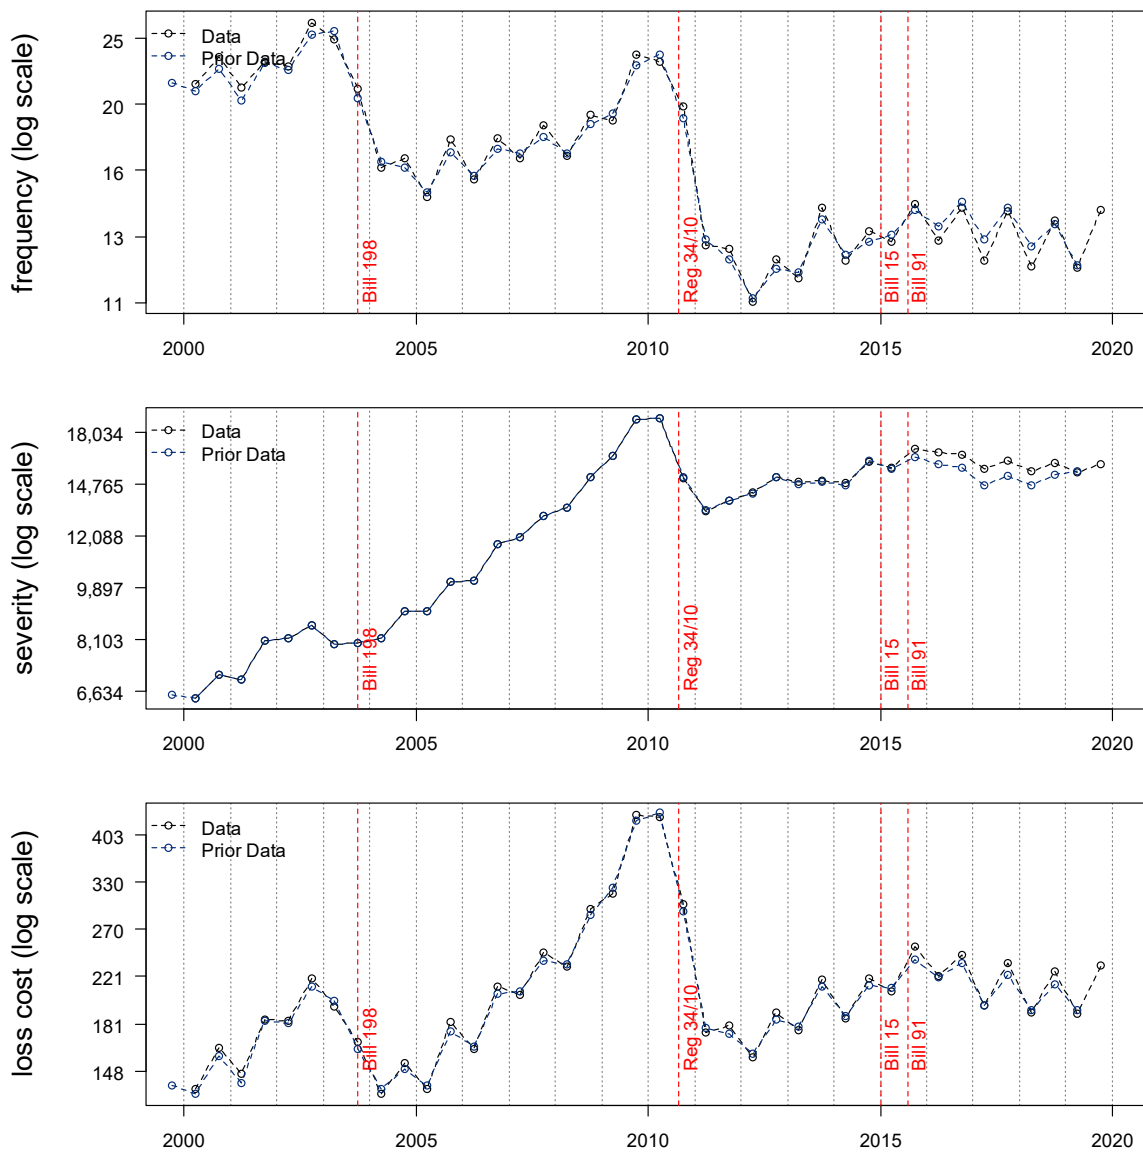 frequency (log scale)
25
20
16
13
11
Data
Prior Data
Bill 198
Reg 34/10
Bill 15
Bill 91
2000
2005
2010
2015
2020
severity (log scale)
18,034
14,765
12,088
9,897
8,103
6,634
Data
Prior Data
Bill 198
Reg 34/10
Bill 15
Bill 91
2000
2005
2010
2015
2020
loss cost (log scale)
403
330
270
221
181
148
Data
Prior Data
Bill 198
Reg 34/10
Bill 15
Bill 91
2000
2005
2010
2015
2020